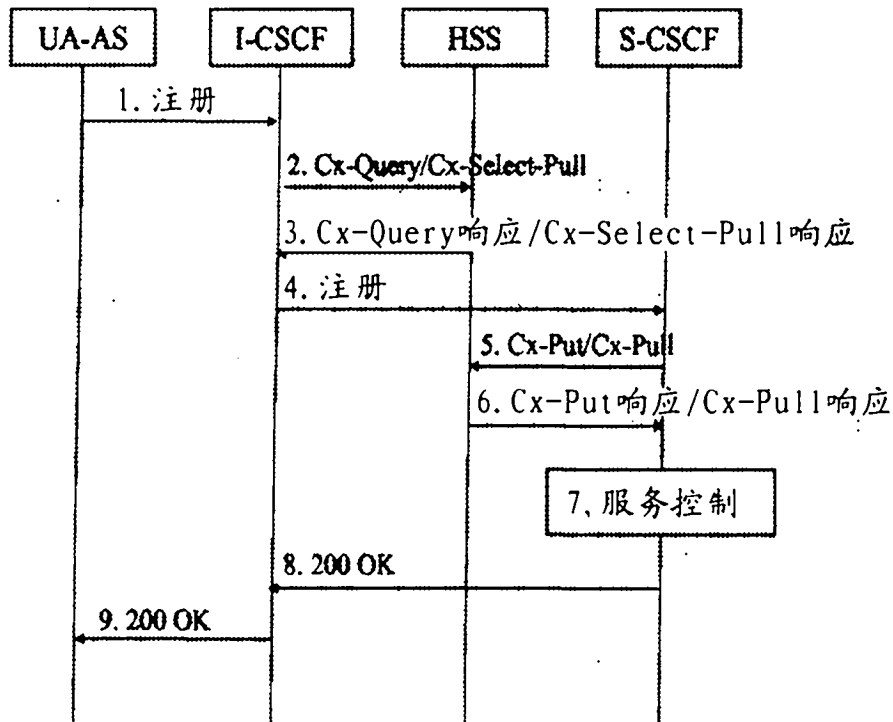 UA-AS I-CSCF HSS S-CSCF
1.注册
2. Cx-Query/Cx-Select-Pull
3.Cx-Query响应/Cx-Select-Pull响应
4.注册
5. Cx-Put/Cx-Pull
6.Cx-Put响应/Cx-Pull响应
7、服务控制
8. 200 OK
9. 200 OK